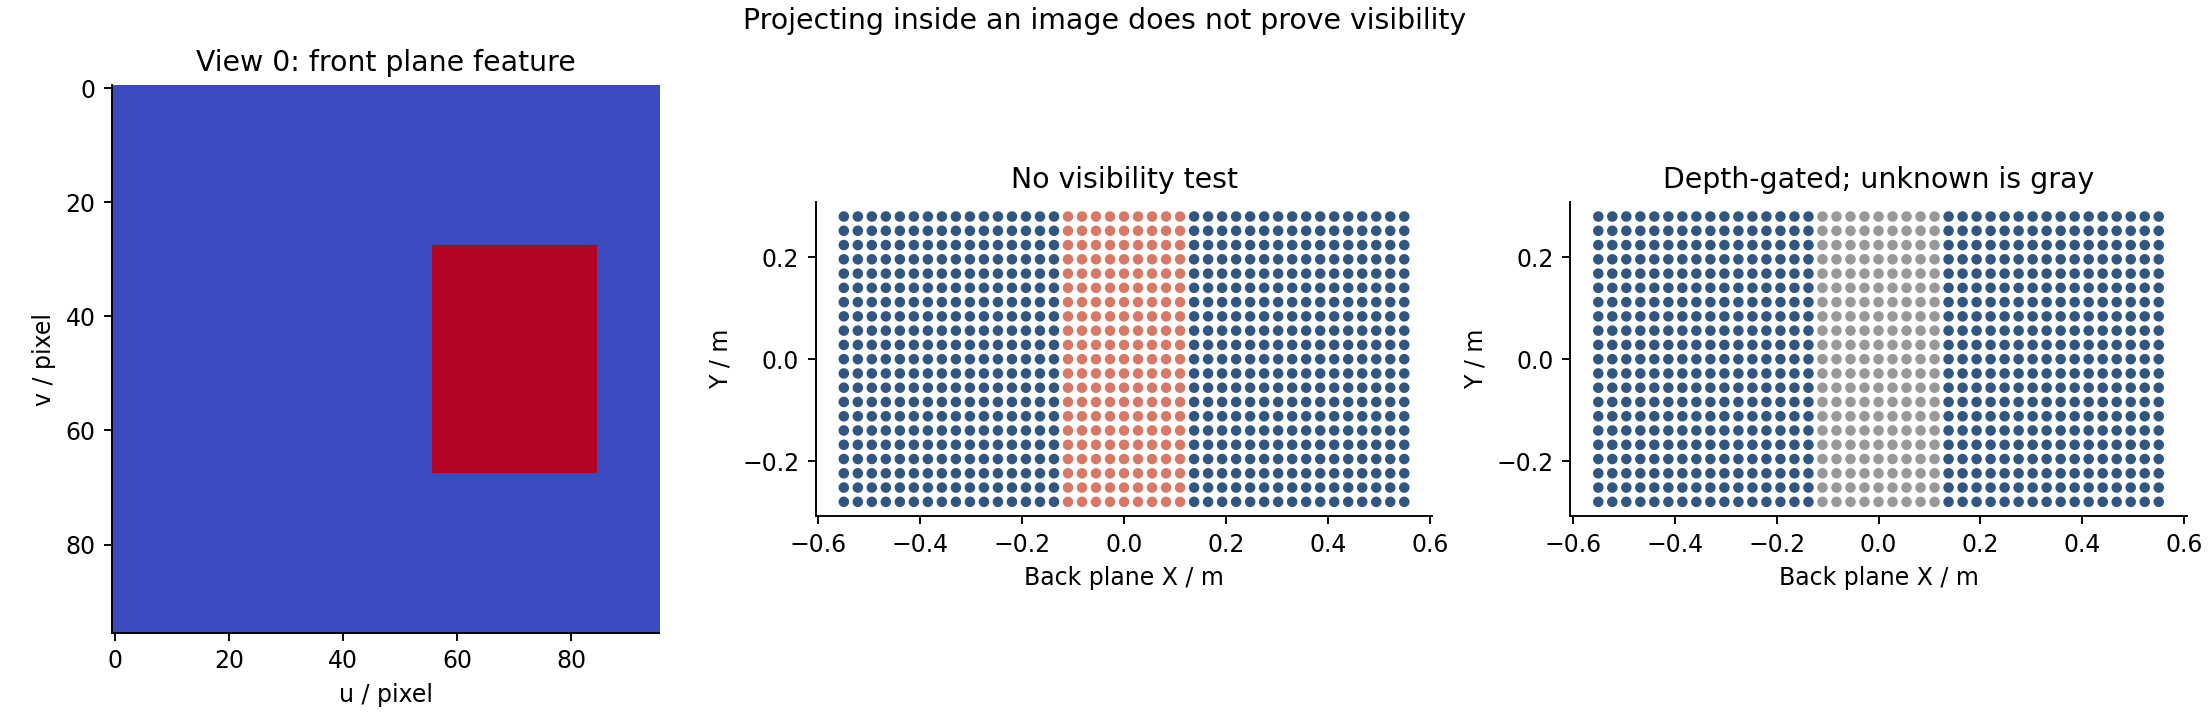 Projecting inside an image does not prove visibility
View 0: front plane feature
0
20
40
60
80
v / pixel
0 20 40 60 80
u / pixel
No visibility test
0.2
0.0
−0.2
Y / m
−0.6 −0.4 −0.2 0.0 0.2 0.4 0.6
Back plane X / m
Depth-gated; unknown is gray
0.2
0.0
−0.2
Y / m
−0.6 −0.4 −0.2 0.0 0.2 0.4 0.6
Back plane X / m